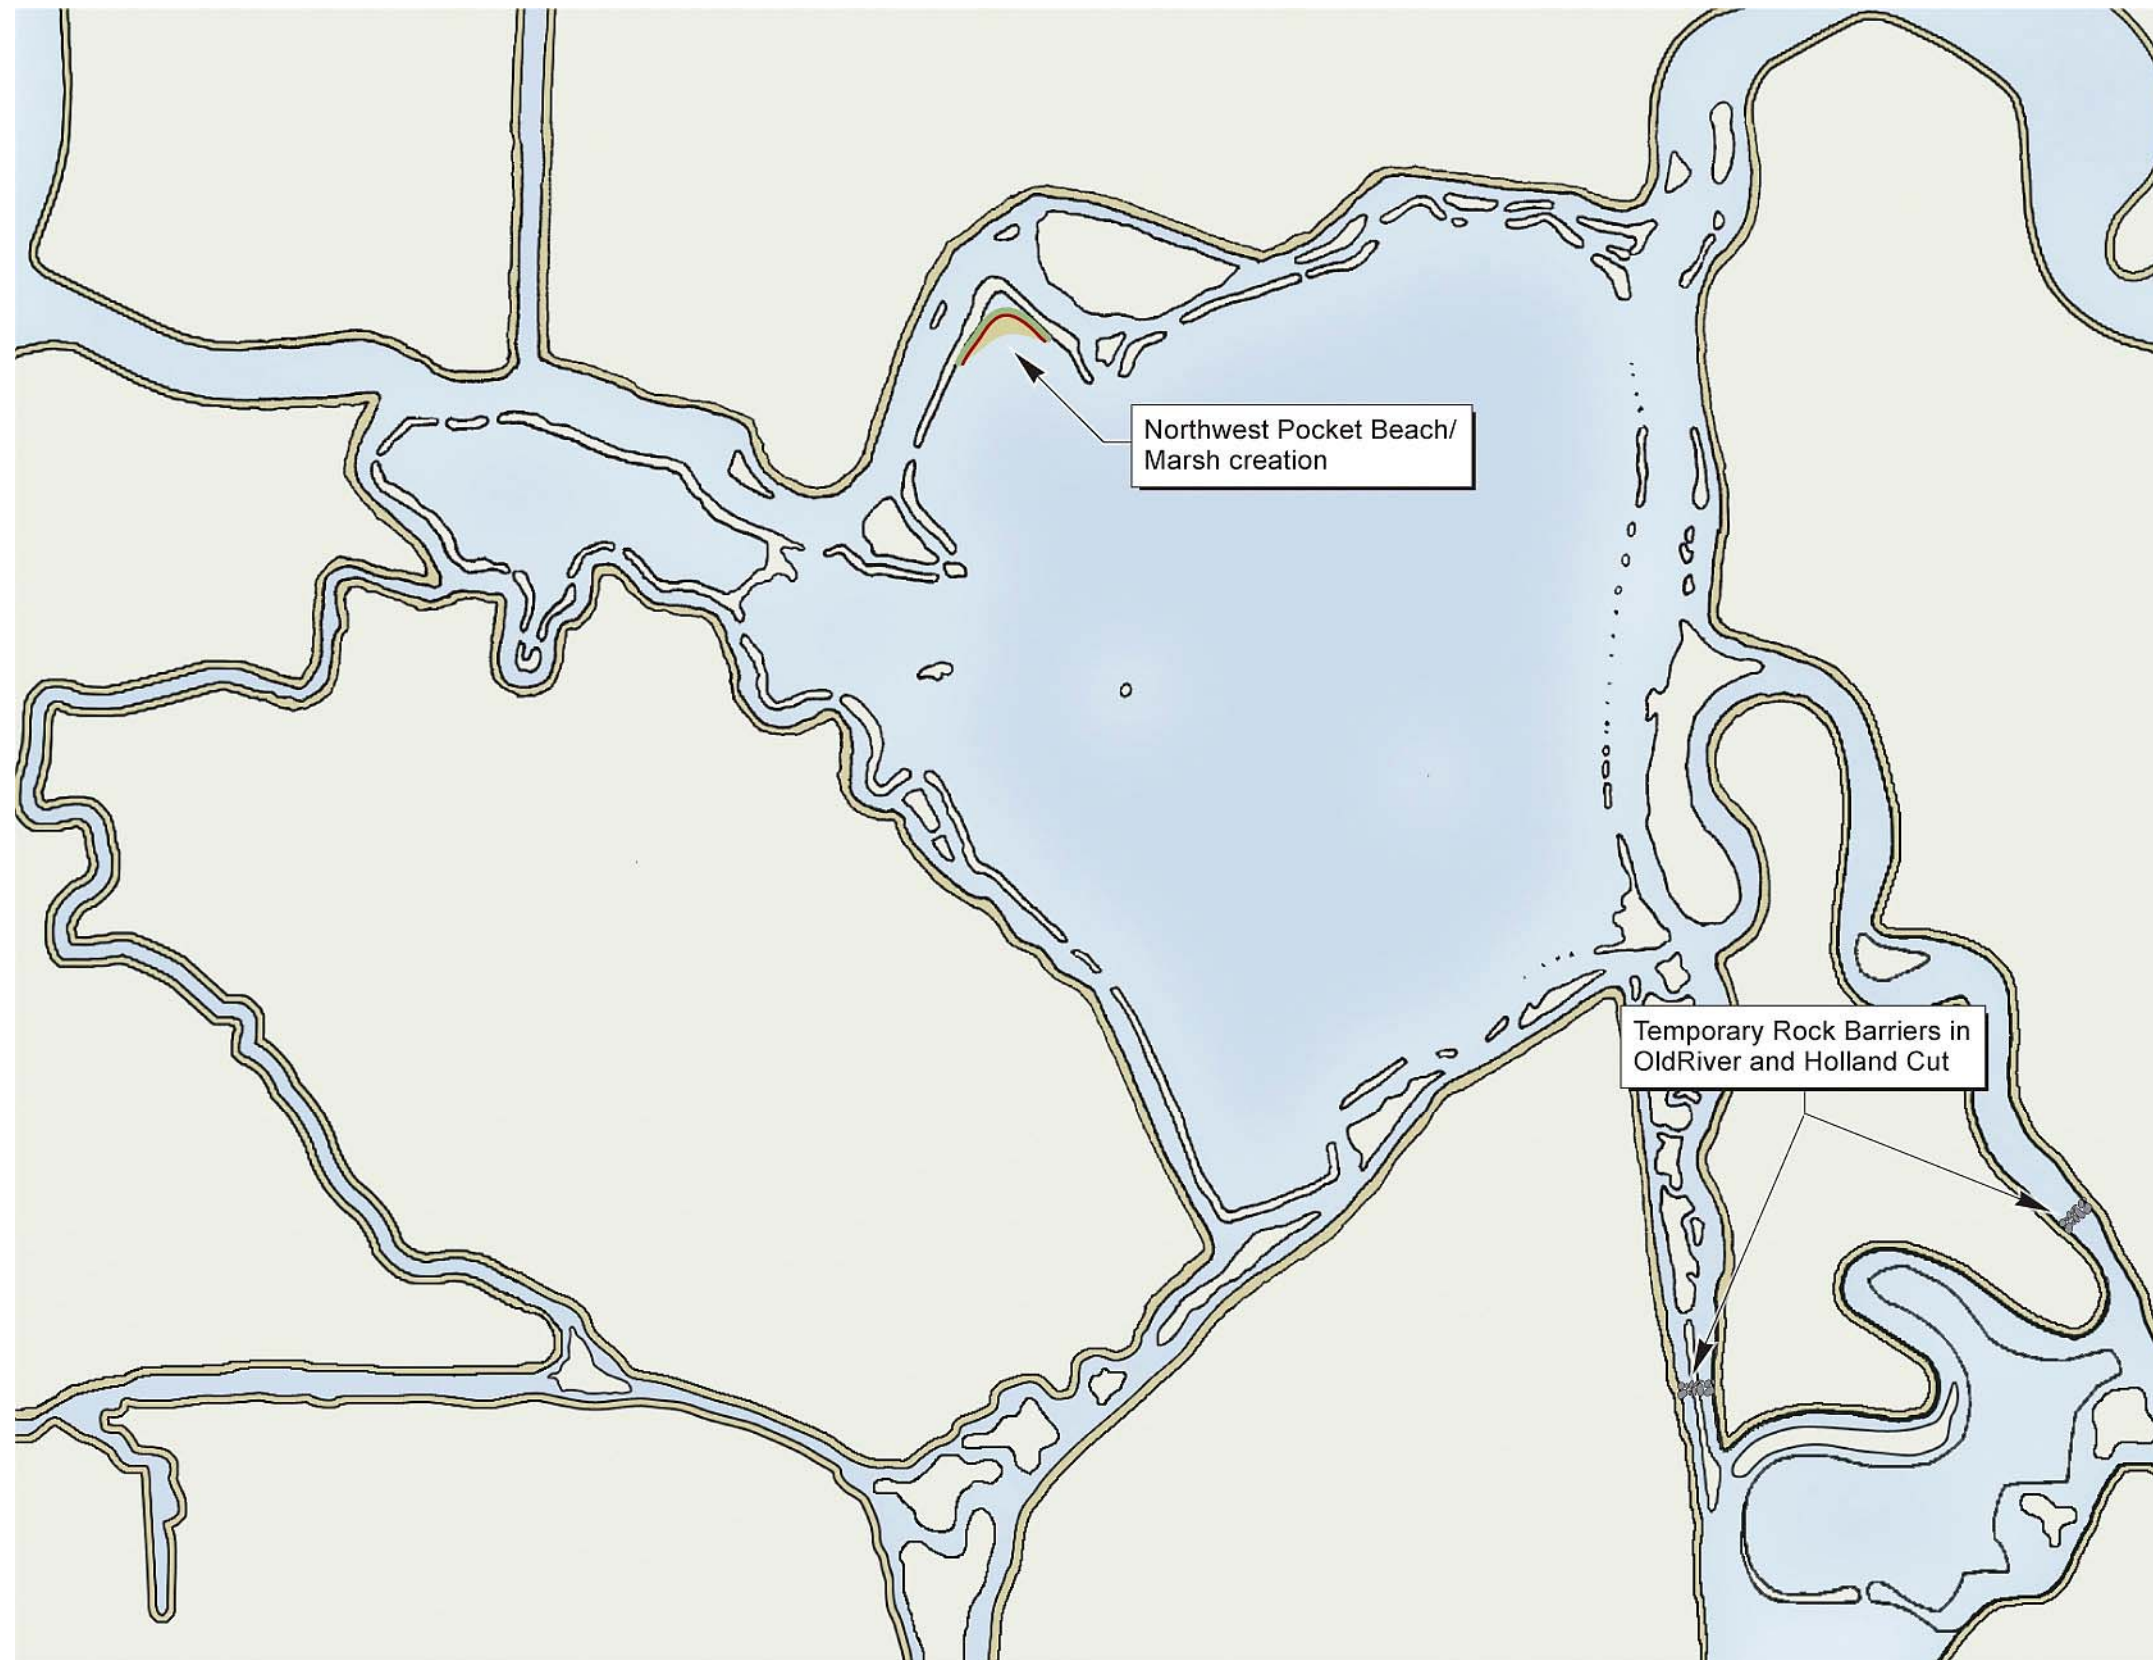 Northwest Pocket Beach/
Marsh creation
Temporary Rock Barriers in
OldRiver and Holland Cut